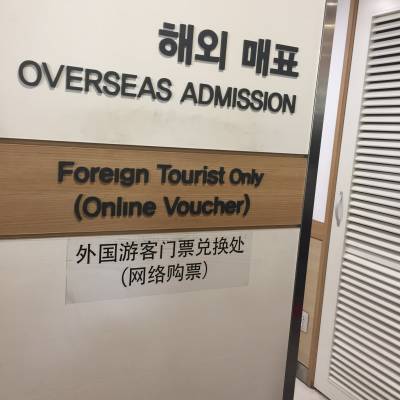 해외 매표
OVERSEAS ADMISSION
Foreign Tourist Only
(Online Voucher)
外国游客门票兑换处
(网络购票)